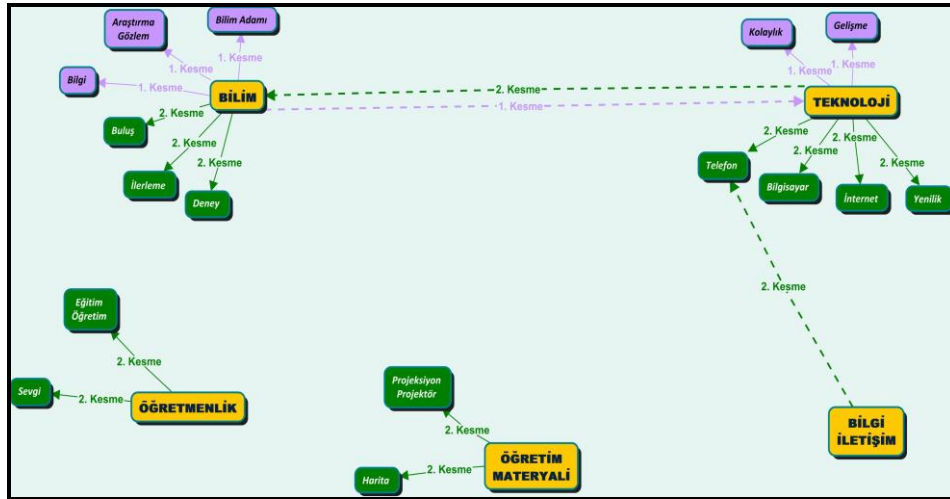 Araştırma
Gözlem
Bilim Adamı
1. Kesme
1. Kesme
Bilgi
1. Kesme
BİLİM
2. Kesme
Buluş
2. Kesme
İlerleme
2. Kesme
Deney
2. Kesme
1. Kesme
Kolaylık
Gelişme
1. Kesme
1. Kesme
TEKNOLOJİ
2. Kesme
Telefon
2. Kesme
Bilgisayar
2. Kesme
İnternet
2. Kesme
Yenilik
2. Kesme
BİLGİ
İLETİŞİM
Eğitim
Öğretim
2. Kesme
Sevgi
2. Kesme
ÖĞRETMENLİK
Projeksiyon
Projektör
2. Kesme
Harita
2. Kesme
ÖĞRETİM
MATERYALİ